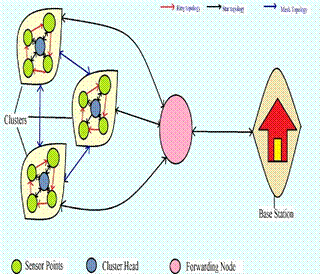 Ring topology
Star topology
Mesh Topology
Clusters
Base Station
Sensor Points
Cluster Head
Forwarding Node